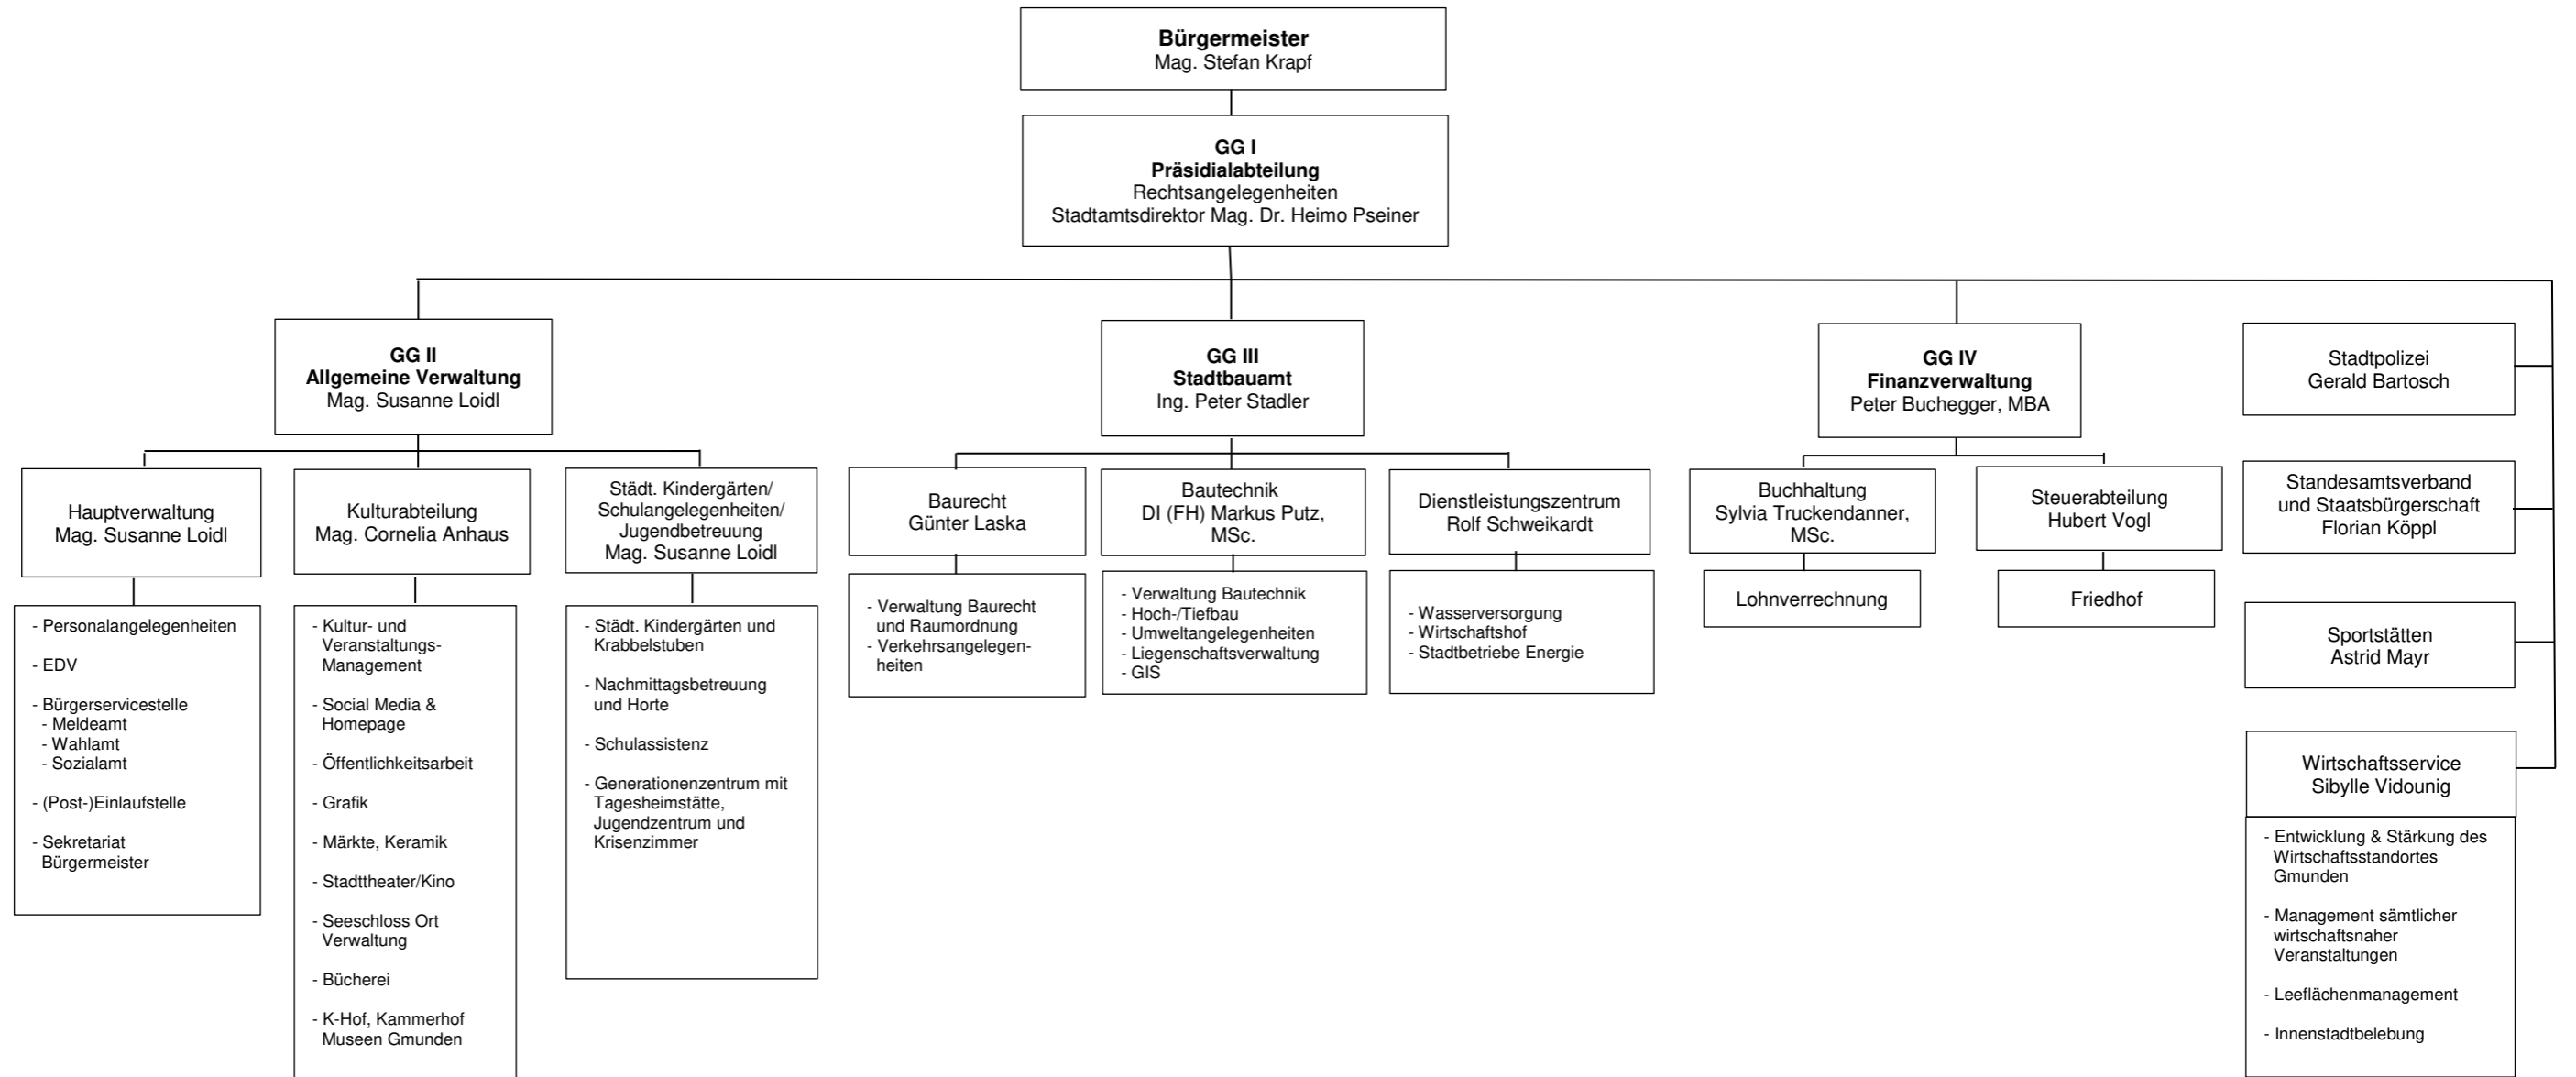 Bürgermeister
Mag. Stefan Krapf
GG I
Präsidialabteilung
Rechtsangelegenheiten
Stadtamtsdirektor Mag. Dr. Heimo Pseiner
GG II
Allgemeine Verwaltung
Mag. Susanne Loidl
GG III
Stadtbauamt
Ing. Peter Stadler
GG IV
Finanzverwaltung
Peter Buchegger, MBA
Stadtpolizei
Gerald Bartosch
Hauptverwaltung
Mag. Susanne Loidl
Kulturabteilung
Mag. Cornelia Anhaus
Städt. Kindergärten/
Schulangelegenheiten/
Jugendbetreuung
Mag. Susanne Loidl
Baurecht
Günter Laska
Bautechnik
DI (FH) Markus Putz,
MSc.
Dienstleistungszentrum
Rolf Schweikardt
Buchhaltung
Sylvia Truckendanner,
MSc.
Steuerabteilung
Hubert Vogl
Standesamtsverband
und Staatsbürgerschaft
Florian Köppl
- Personalangelegenheiten
- EDV
- Bürgerservicestelle
- Meldeamt
- Wahlamt
- Sozialamt
- (Post-)Einlaufstelle
- Sekretariat
Bürgermeister
- Kultur- und
Veranstaltungs-
Management
- Social Media &
Homepage
- Öffentlichkeitsarbeit
- Grafik
- Märkte, Keramik
- Stadttheater/Kino
- Seeschloss Ort
Verwaltung
- Bücherei
- K-Hof, Kammerhof
Museen Gmunden
- Städt. Kindergärten und
Krabbelstuben
- Nachmittagsbetreuung
und Horte
- Schulassistenz
- Generationenzentrum mit
Tagesheimstätte,
Jugendzentrum und
Krisenzimmer
- Verwaltung Baurecht
und Raumordnung
- Verkehrsangelegen-
heiten
- Verwaltung Bautechnik
- Hoch-/Tiefbau
- Umweltangelegenheiten
- Liegenschaftsverwaltung
- GIS
- Wasserversorgung
- Wirtschaftshof
- Stadtbetriebe Energie
Lohnverrechnung
Friedhof
Sportstätten
Astrid Mayr
Wirtschaftsservice
Sibylle Vidounig
- Entwicklung & Stärkung des
Wirtschaftsstandortes
Gmunden
- Management sämtlicher
wirtschaftsnaher
Veranstaltungen
- Leeflächenmanagement
- Innenstadtbelebung